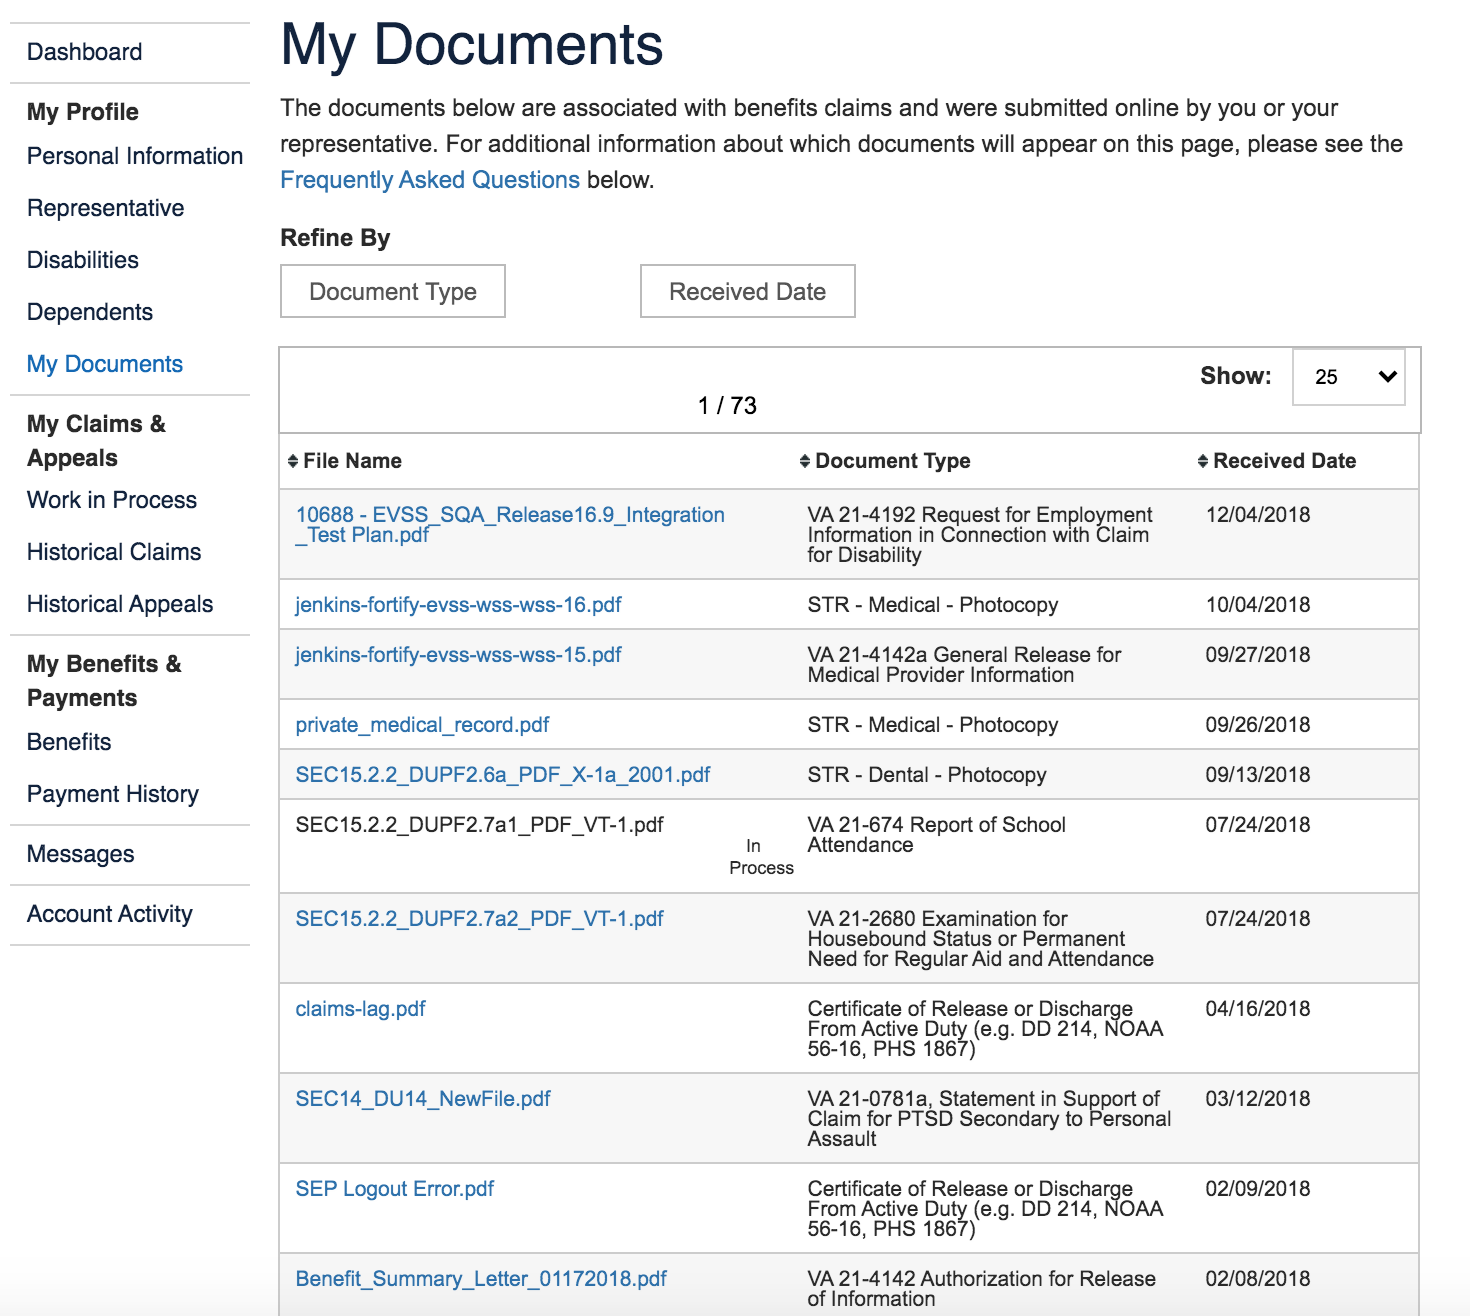 Dashboard
My Profile
Personal Information
Representative
Disabilities
Dependents
My Documents
My Claims &
Appeals
Work in Process
Historical Claims
Historical Appeals
My Benefits &
Payments
Benefits
Payment History
Messages
Account Activity
My Documents
The documents below are associated with benefits claims and were submitted online by you or your
representative. For additional information about which documents will appear on this page, please see the
Frequently Asked Questions below.
Refine By
Document Type Received Date
Show: 25
1 / 73
File Name Document Type Received Date
10688 - EVSS_SQA_Release16.9_Integration VA 21-4192 Request for Employment 12/04/2018
_Test Plan.pdf Information in Connection with Claim
for Disability
jenkins-fortify-evss-wss-wss-16.pdf STR - Medical - Photocopy 10/04/2018
jenkins-fortify-evss-wss-wss-15.pdf VA 21-4142a General Release for 09/27/2018
Medical Provider Information
private_medical_record.pdf STR - Medical - Photocopy 09/26/2018
SEC15.2.2_DUPF2.6a_PDF_X-1a_2001.pdf STR - Dental - Photocopy 09/13/2018
SEC15.2.2_DUPF2.7a1_PDF_VT-1.pdf VA 21-674 Report of School 07/24/2018
In Attendance
Process
SEC15.2.2_DUPF2.7a2_PDF_VT-1.pdf VA 21-2680 Examination for 07/24/2018
Housebound Status or Permanent
Need for Regular Aid and Attendance
claims-lag.pdf Certificate of Release or Discharge 04/16/2018
From Active Duty (e.g. DD 214, NOAA
56-16, PHS 1867)
SEC14_DU14_NewFile.pdf VA 21-0781a, Statement in Support of 03/12/2018
Claim for PTSD Secondary to Personal
Assault
SEP Logout Error.pdf Certificate of Release or Discharge 02/09/2018
From Active Duty (e.g. DD 214, NOAA
56-16, PHS 1867)
Benefit_Summary_Letter_01172018.pdf VA 21-4142 Authorization for Release 02/08/2018
of Information